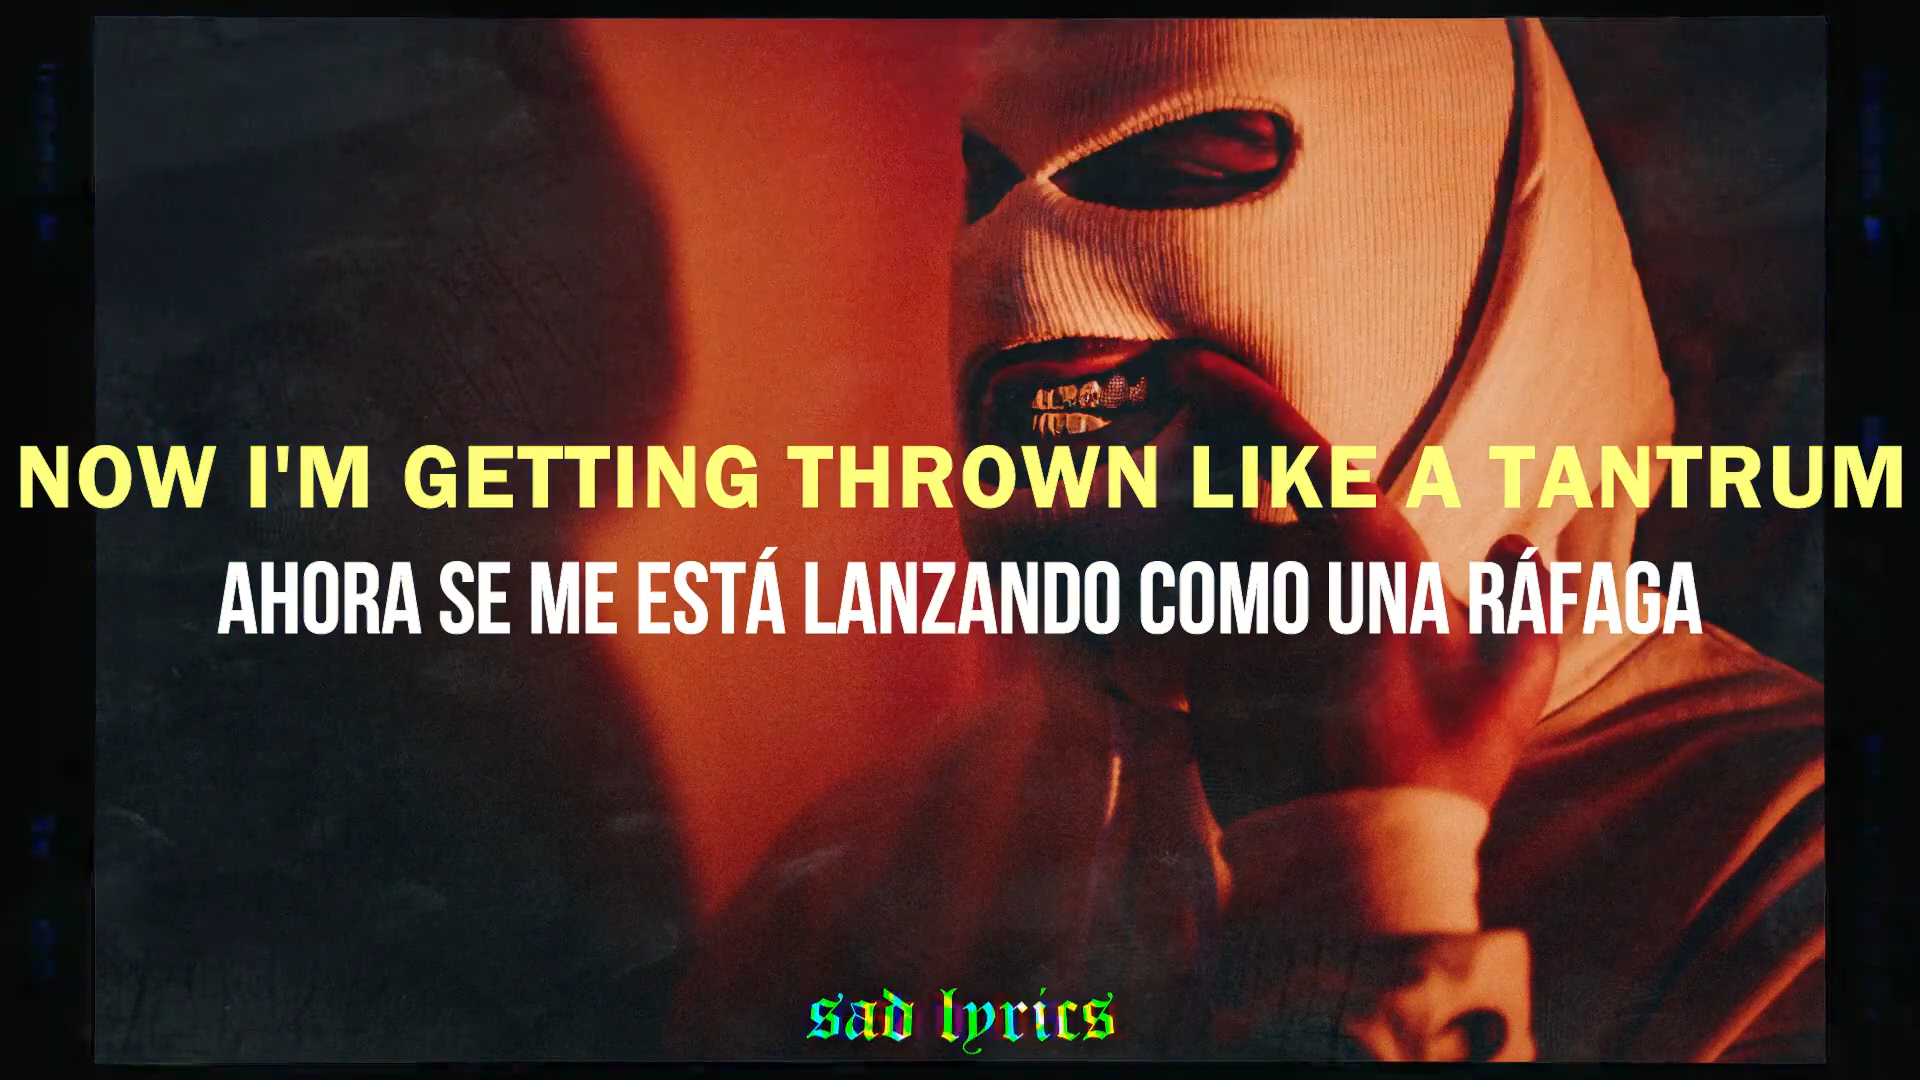 NOW I'M GETTING THROWN LIKE A TANTRUM
AHORA SE ME ESTÁ LANZANDO COMO UNA RÁFAGA
sad lyrics